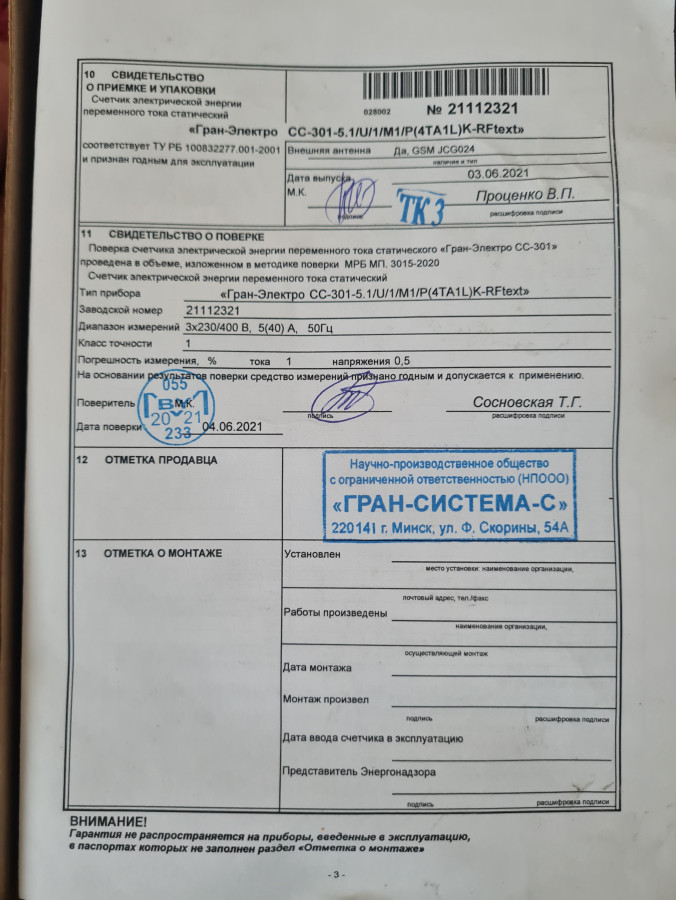 10 СВИДЕТЕЛЬСТВО
О ПРИЕМКЕ И УПАКОВКИ
Счетчик электрической энергии
переменного тока статический
028002 № 21112321
«Гран-Электро СС-301-5.1/U/1/M1/P(4TA1L)K-RFtext»
соответствует ТУ РБ 100832277.001-2001
и признан годным для эксплуатации
Внешняя антенна Да, GSM JCG024
наличие и тип
Дата выпуска 03.06.2021
М.К. ТК 3 Проценко В.П.
подпись расшифровка подписи
11 СВИДЕТЕЛЬСТВО О ПОВЕРКЕ
Поверка счетчика электрической энергии переменного тока статического «Гран-Электро СС-301»
проведена в объеме, изложенном в методике поверки МРБ МП. 3015-2020
Счетчик электрической энергии переменного тока статический
Тип прибора «Гран-Электро СС-301-5.1/U/1/M1/P(4TA1L)K-RFtext»
Заводской номер 21112321
Диапазон измерений 3x230/400 В, 5(40) А, 50Гц
Класс точности 1
Погрешность измерения, % тока 1 напряжения 0,5
На основании результатов поверки средство измерений признано годным и допускается к применению.
055
Поверитель М.К. Сосновская Т.Г.
подпись расшифровка подписи
20 21
233
Дата поверки 04.06.2021
12 ОТМЕТКА ПРОДАВЦА
Научно-производственное общество
с ограниченной ответственностью (НПООО)
«ГРАН-СИСТЕМА-С»
220141 г. Минск, ул. Ф. Скорины, 54А
13 ОТМЕТКА О МОНТАЖЕ
Установлен
место установки: наименование организации,
почтовый адрес, тел./факс
Работы произведены
наименование организации,
осуществляющей монтаж
Дата монтажа
Монтаж произвел
подпись расшифровка подписи
Дата ввода счетчика в эксплуатацию
Представитель Энергонадзора
подпись расшифровка подписи
ВНИМАНИЕ!
Гарантия не распространяется на приборы, введенные в эксплуатацию,
в паспортах которых не заполнен раздел «Отметка о монтаже»
- 3 -